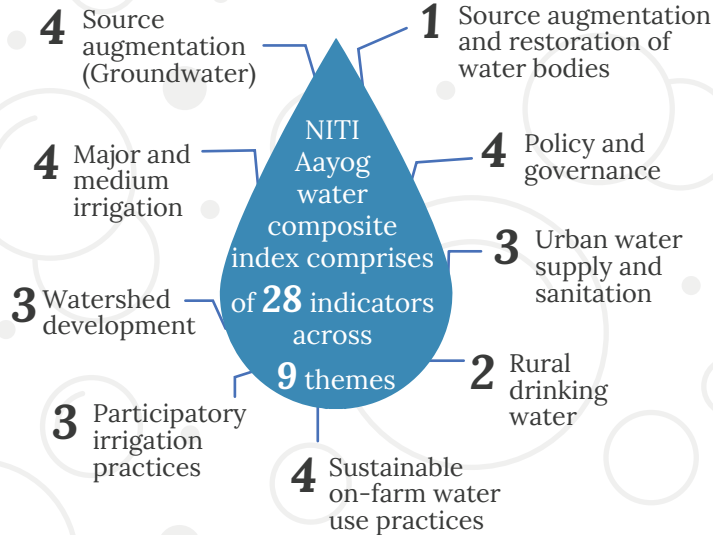 NITI
Aayog
water
composite
index comprises
of 28 indicators
across
9 themes
4 Source
augmentation
(Groundwater)
1 Source augmentation
and restoration of
water bodies
4 Major and
medium
irrigation
4 Policy and
governance
3 Urban water
supply and
sanitation
3 Watershed
development
2 Rural
drinking
water
3 Participatory
irrigation
practices
4 Sustainable
on-farm water
use practices